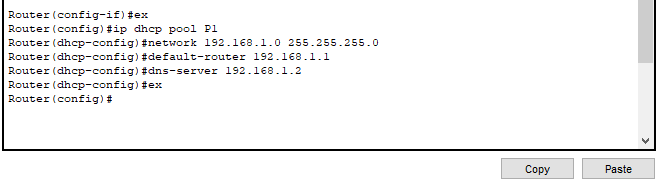 Router(config-if)#ex
Router(config)#ip dhcp pool P1
Router(dhcp-config)#network 192.168.1.0 255.255.255.0
Router(dhcp-config)#default-router 192.168.1.1
Router(dhcp-config)#dns-server 192.168.1.2
Router(dhcp-config)#ex
Router(config)#
Copy Paste